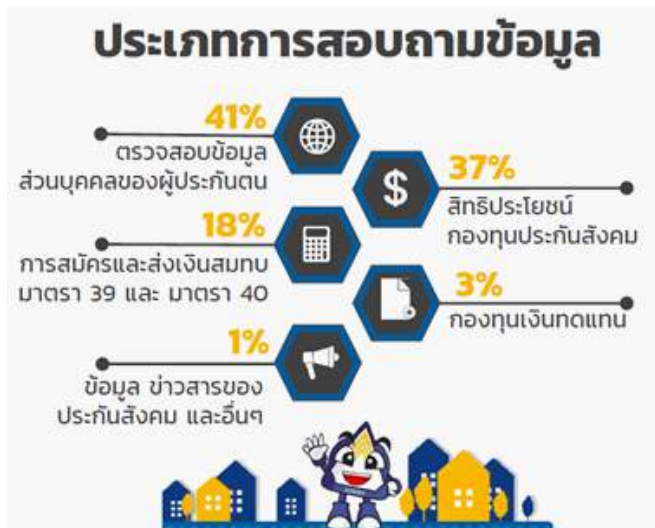 ประเภทการสอบถามข้อมูล
41%
ตรวจสอบข้อมูล
ส่วนบุคคลของผู้ประกันตน
37%
สิทธิประโยชน์
กองทุนประกันสังคม
18%
การสมัครและส่งเงินสมทบ
มาตรา 39 และ มาตรา 40
3%
กองทุนเงินทดแทน
1%
ข้อมูล ข่าวสารของ
ประกันสังคม และอื่นๆ